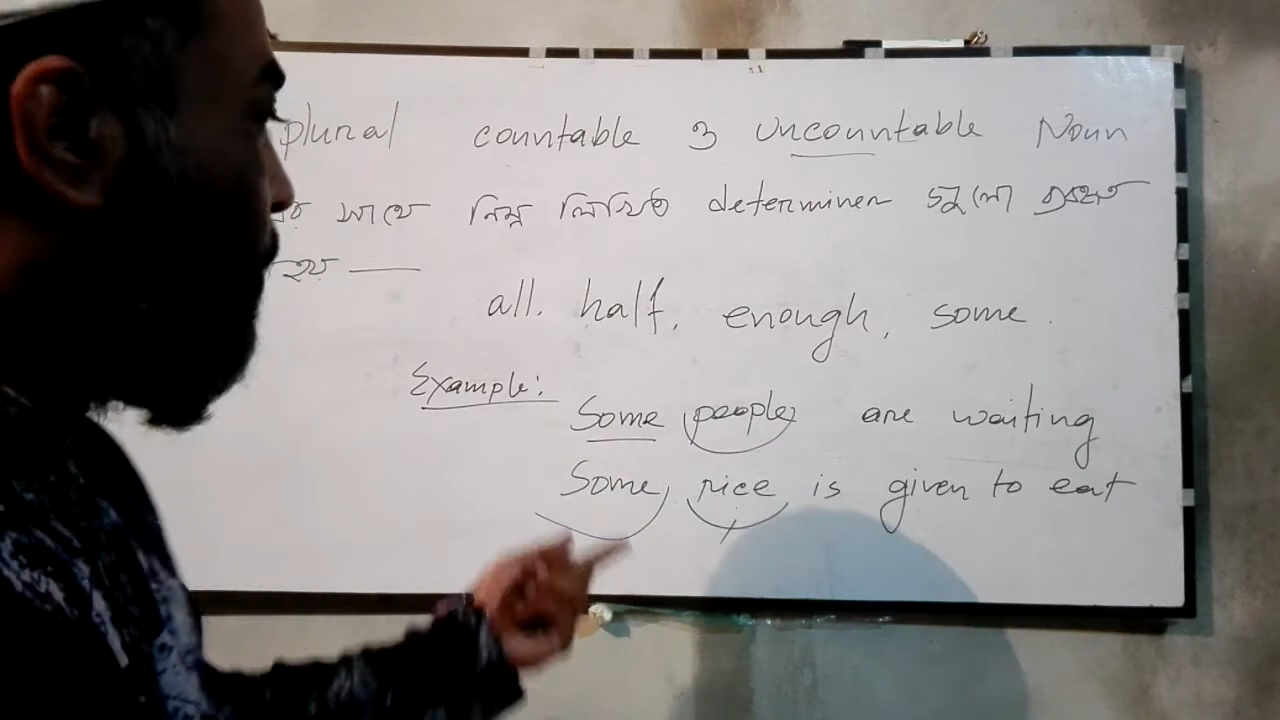 plural countable ও Uncountable Noun
র সাথে নিম্ন লিখিত determiner গুলো ব্যবহৃত
হয় —
all, half, enough, some.
Example:
Some people are waiting
Some rice is given to eat